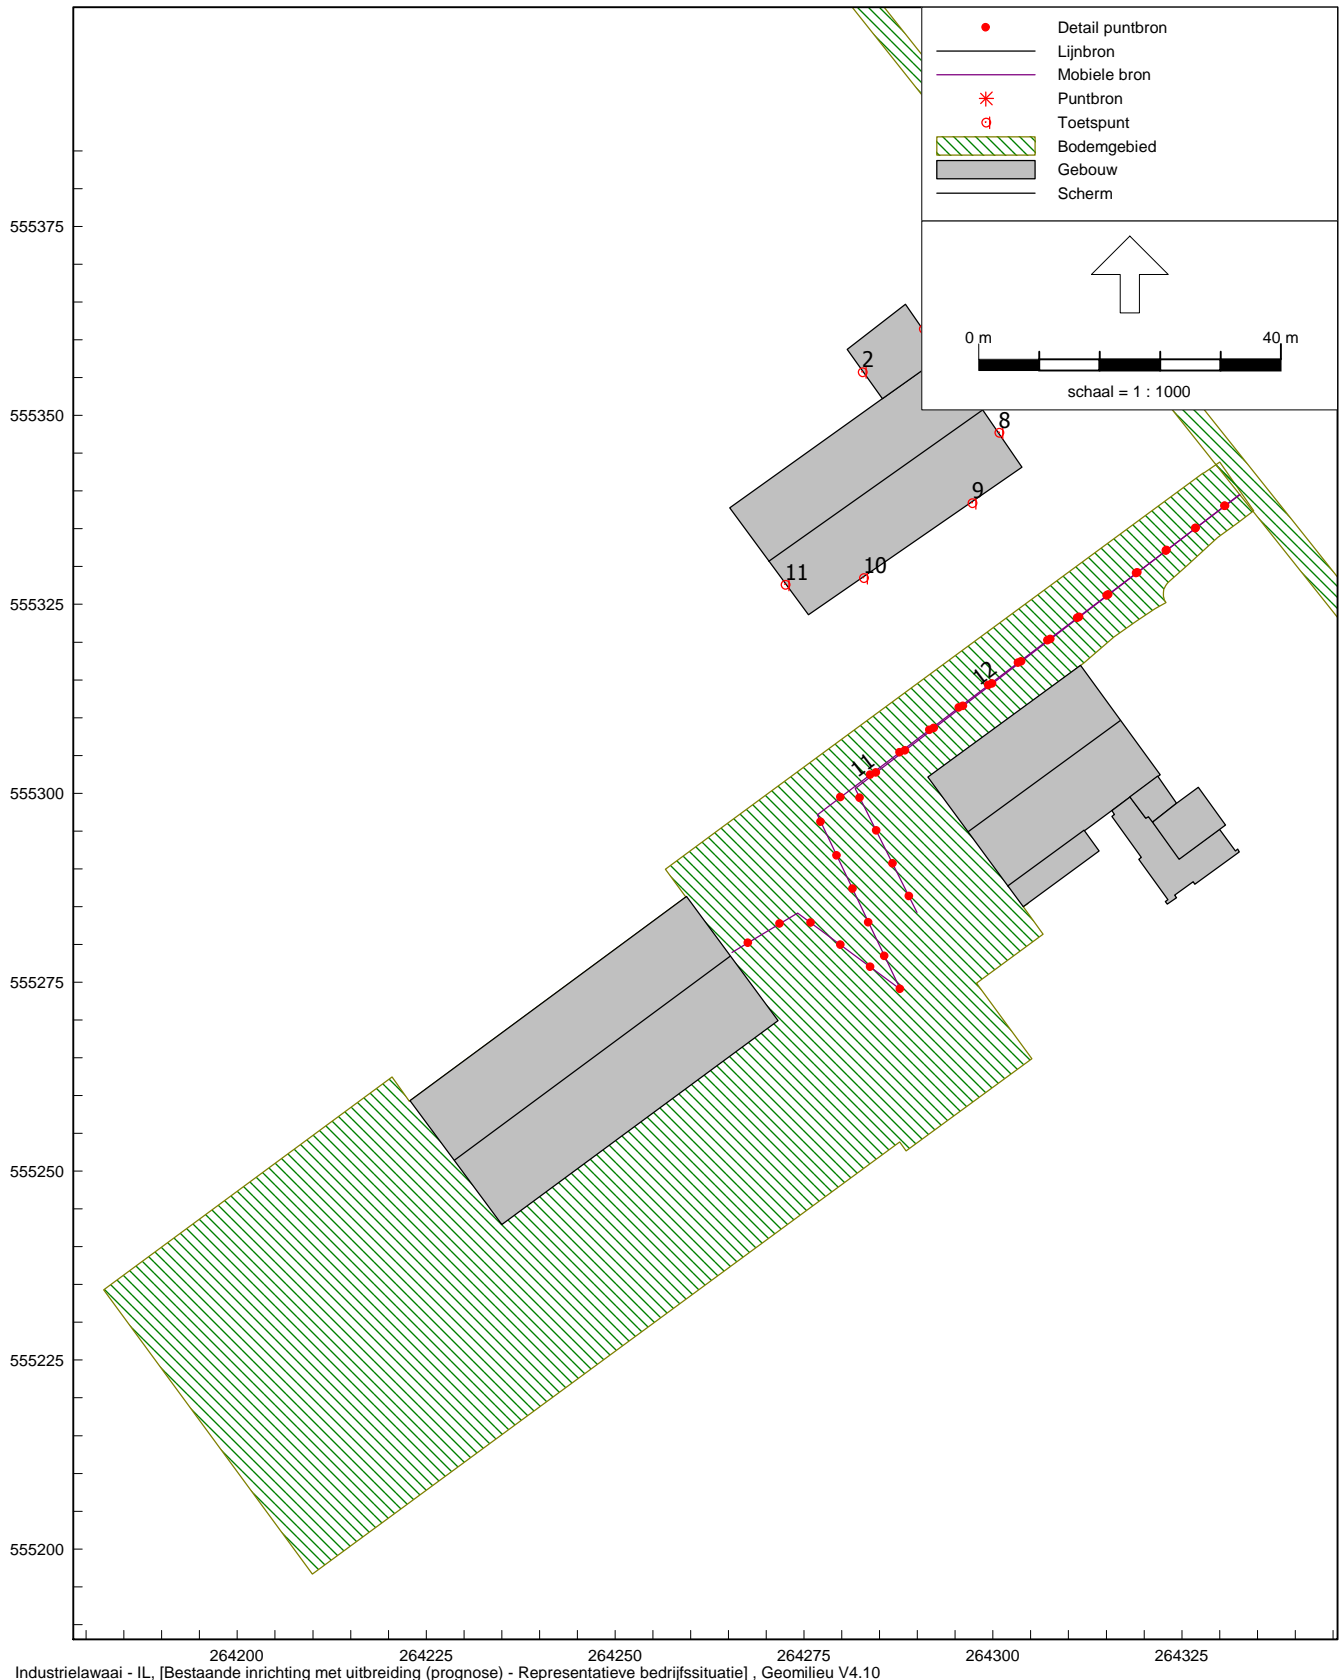 Detail puntbron
Lijnbron
Mobiele bron
Puntbron
Toetspunt
Bodemgebied
Gebouw
Scherm
0 m 40 m
schaal = 1 : 1000
555375
2
555350
8
9
10
11
555325
12
11
555300
555275
555250
555225
555200
264200 264225 264250 264275 264300 264325
Industrielawaai - IL, [Bestaande inrichting met uitbreiding (prognose) - Representatieve bedrijfssituatie] , Geomilieu V4.10